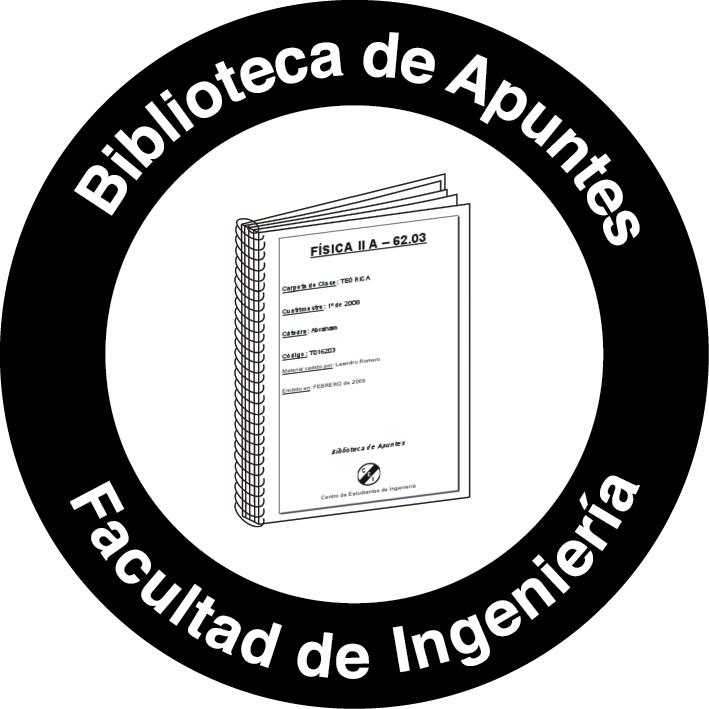 Biblioteca de Apuntes
FÍSICA II A – 62.03
Carpeta de Clase: TEÓRICA
Cuatrimestre: 1º de 2008
Cátedra: Abraham
Código: T016203
Material cedido por: Leandro Romero
Emitido en: FEBRERO de 2009
Biblioteca de Apuntes
Centro de Estudiantes de Ingeniería
Facultad de Ingeniería